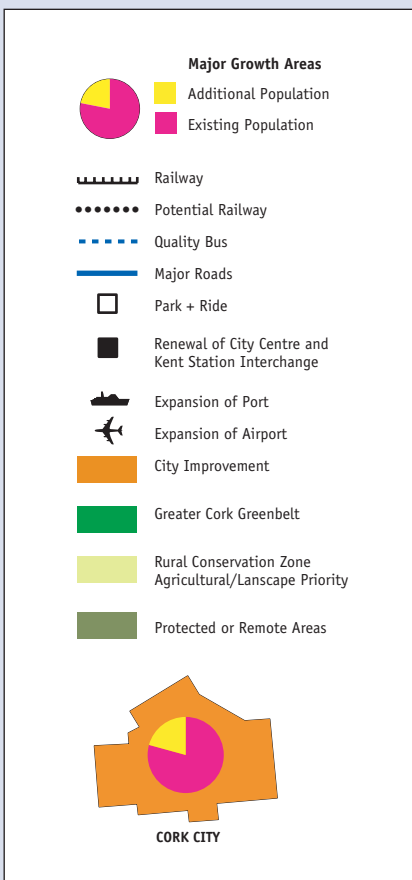 Major Growth Areas
Additional Population
Existing Population
Railway
Potential Railway
Quality Bus
Major Roads
Park + Ride
Renewal of City Centre and
Kent Station Interchange
Expansion of Port
Expansion of Airport
City Improvement
Greater Cork Greenbelt
Rural Conservation Zone
Agricultural/Lanscape Priority
Protected or Remote Areas
CORK CITY